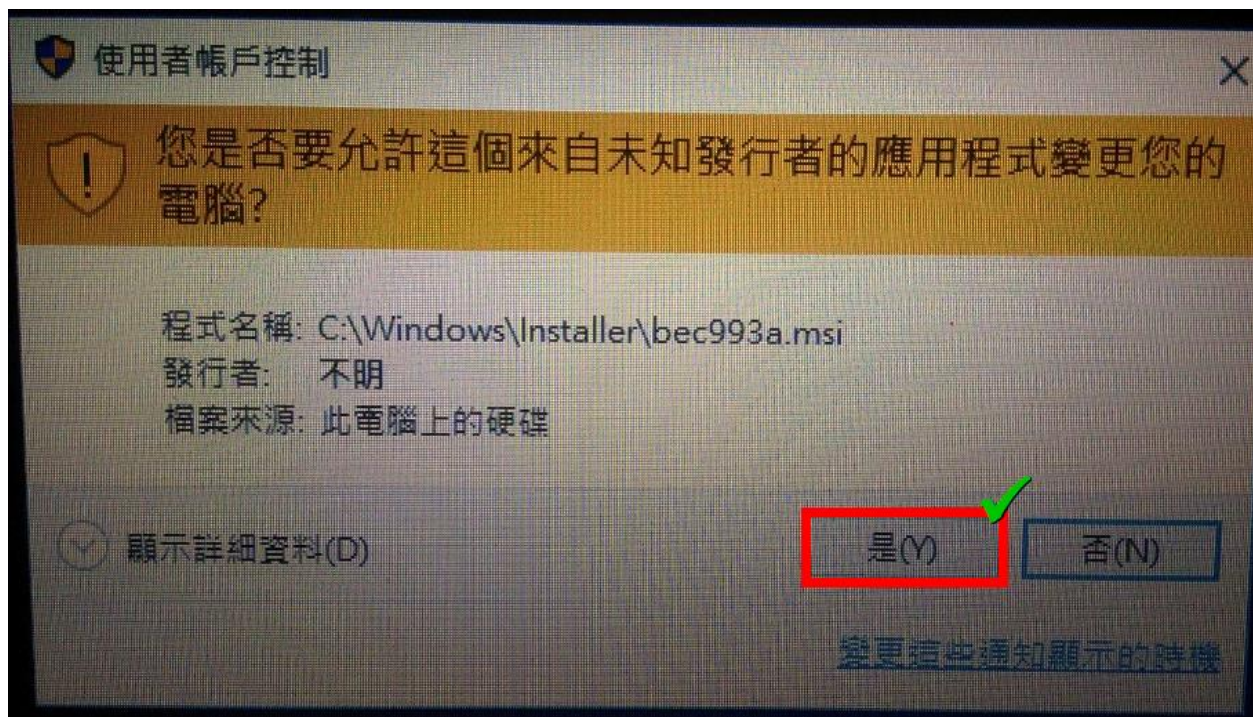 使用者帳戶控制
您是否要允許這個來自未知發行者的應用程式變更您的
電腦?
程式名稱: C:\Windows\Installer\bec993a.msi
發行者: 不明
檔案來源: 此電腦上的硬碟
顯示詳細資料(D)
是(Y)
否(N)
變更這些通知顯示的時機